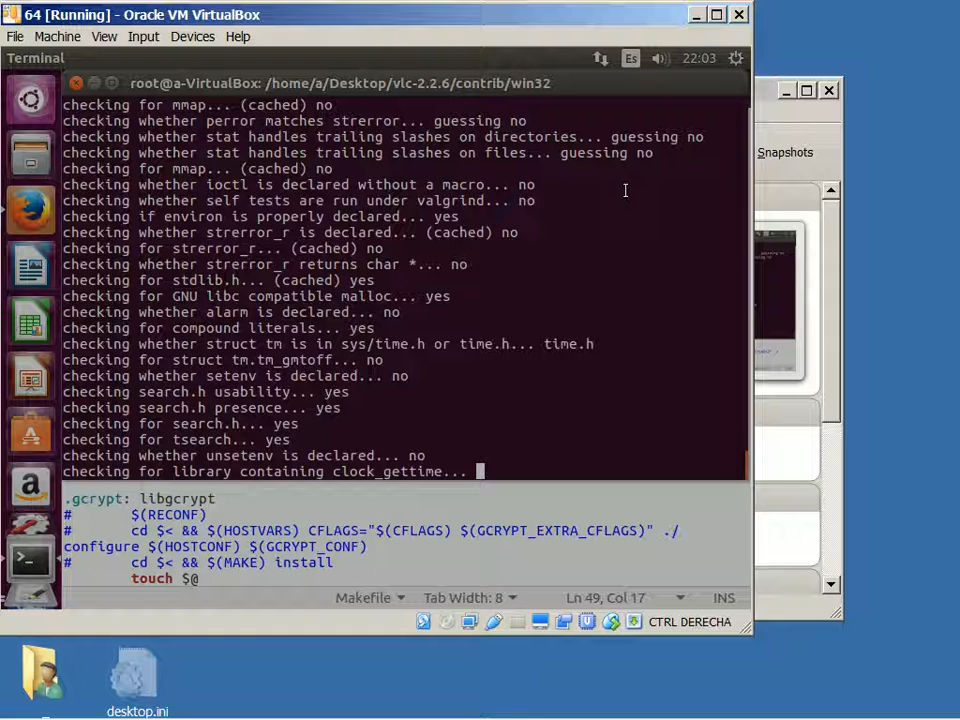 64 [Running] - Oracle VM VirtualBox
File Machine View Input Devices Help
Terminal
Es
22:03
root@a-VirtualBox: /home/a/Desktop/vlc-2.2.6/contrib/win32
checking for mmap... (cached) no
checking whether perror matches strerror... guessing no
checking whether stat handles trailing slashes on directories... guessing no
checking whether stat handles trailing slashes on files... guessing no
checking for mmap... (cached) no
checking whether ioctl is declared without a macro... no
checking whether self tests are run under valgrind... no
checking if environ is properly declared... yes
checking whether strerror_r is declared... (cached) no
checking for strerror_r... (cached) no
checking whether strerror_r returns char *... no
checking for stdlib.h... (cached) yes
checking for GNU libc compatible malloc... yes
checking whether alarm is declared... no
checking for compound literals... yes
checking whether struct tm is in sys/time.h or time.h... time.h
checking for struct tm.tm_gmtoff... no
checking whether setenv is declared... no
checking search.h usability... yes
checking search.h presence... yes
checking for search.h... yes
checking for tsearch... yes
checking whether unsetenv is declared... no
checking for library containing clock_gettime...
.gcrypt: libgcrypt
# $(RECONF)
# cd $< && $(HOSTVARS) CFLAGS="$(CFLAGS) $(GCRYPT_EXTRA_CFLAGS)" ./
configure $(HOSTCONF) $(GCRYPT_CONF)
# cd $< && $(MAKE) install
touch $@
Makefile Tab Width: 8 Ln 49, Col 17 INS
CTRL DERECHA
Snapshots
desktop.ini